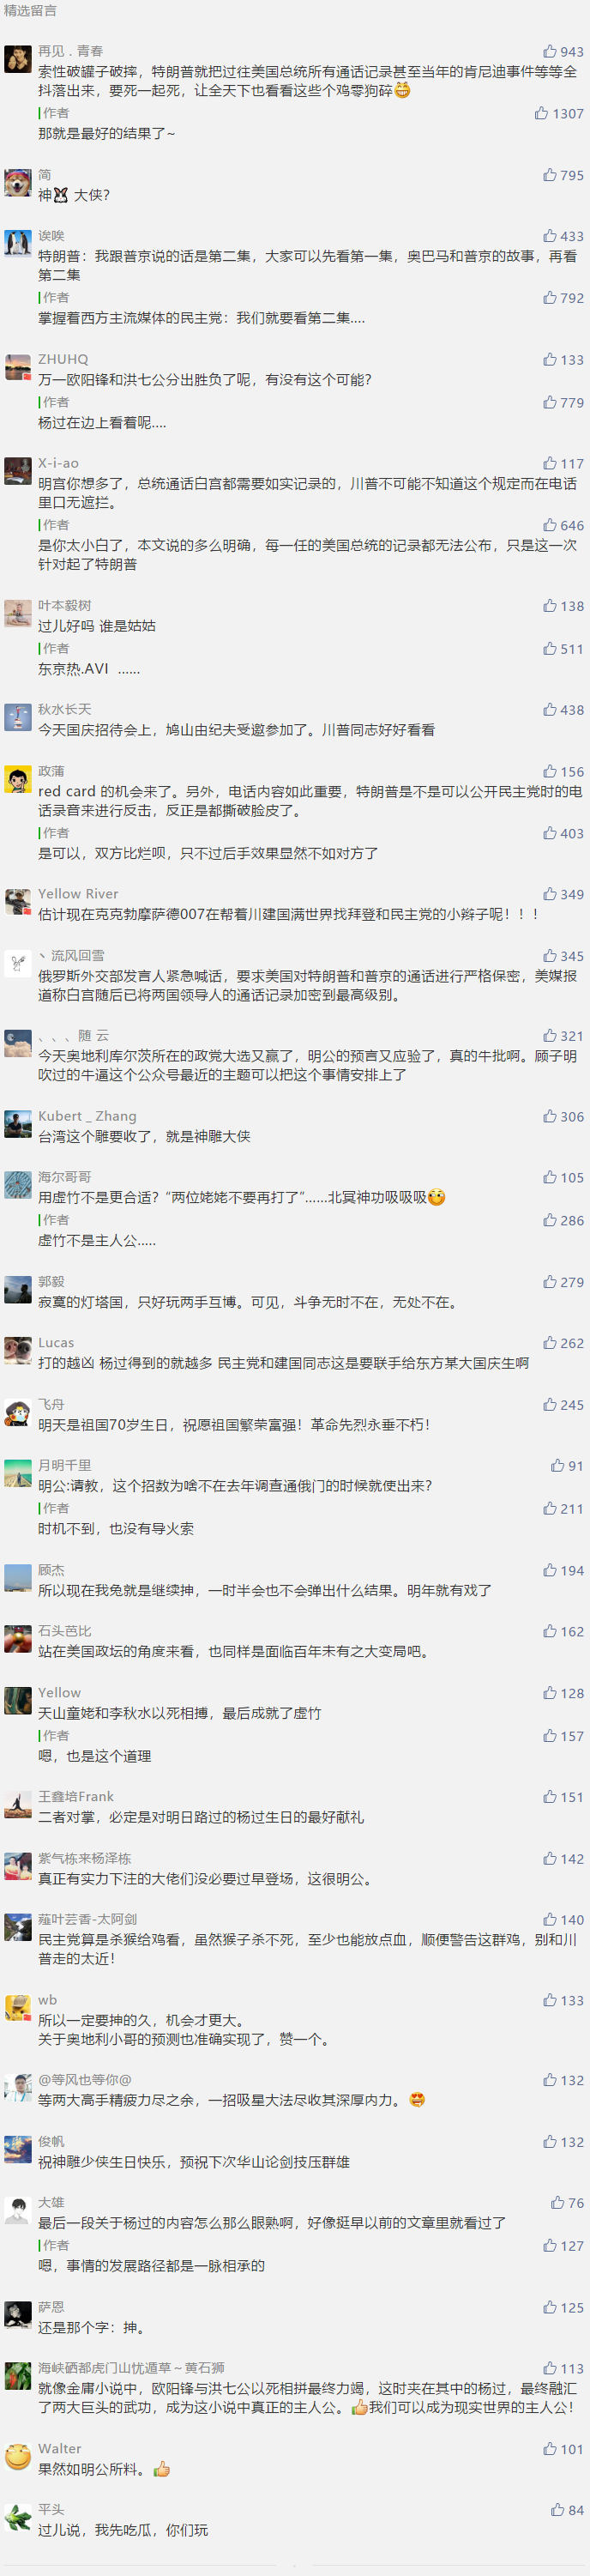 精选留言
再见．青春 943
索性破罐子破摔，特朗普就把过往美国总统所有通话记录甚至当年的肯尼迪事件等等全
抖落出来，要死一起死，让全天下也看看这些个鸡零狗碎😁
作者 1307
那就是最好的结果了~
简 795
神🐰 大侠？
诶唉 433
特朗普：我跟普京说的话是第二集，大家可以先看第一集，奥巴马和普京的故事，再看
第二集
作者 792
掌握着西方主流媒体的民主党：我们就要看第二集....
ZHUHQ 133
万一欧阳锋和洪七公分出胜负了呢，有没有这个可能？
作者 779
杨过在边上看着呢....
X-i-ao 117
明宫你想多了，总统通话白宫都需要如实记录的，川普不可能不知道这个规定而在电话
里口无遮拦。
作者 646
是你太小白了，本文说的多么明确，每一任的美国总统的记录都无法公布，只是这一次
针对起了特朗普
叶本毅树 138
过儿好吗 谁是姑姑
作者 511
东京热.AVI ......
秋水长天 438
今天国庆招待会上，鸠山由纪夫受邀参加了。川普同志好好看看
政蒲 156
red card 的机会来了。另外，电话内容如此重要，特朗普是不是可以公开民主党时的电
话录音来进行反击，反正是都撕破脸皮了。
作者 403
是可以，双方比烂呗，只不过后手效果显然不如对方了
Yellow River 349
估计现在克克勃摩萨德007在帮着川建国满世界找拜登和民主党的小辫子呢！！！
丶流风回雪 345
俄罗斯外交部发言人紧急喊话，要求美国对特朗普和普京的通话进行严格保密，美媒报
道称白宫随后已将两国领导人的通话记录加密到最高级别。
、、、随 云 321
今天奥地利库尔茨所在的政党大选又赢了，明公的预言又应验了，真的牛批啊。顾子明
吹过的牛逼这个公众号最近的主题可以把这个事情安排上了
Kubert _ Zhang 306
台湾这个雕要收了，就是神雕大侠
海尔哥哥 105
用虚竹不是更合适？“两位姥姥不要再打了”......北冥神功吸吸吸
作者 286
虚竹不是主人公.....
郭毅 279
寂寞的灯塔国，只好玩两手互博。可见，斗争无时不在，无处不在。
Lucas 262
打的越凶 杨过得到的就越多 民主党和建国同志这是要联手给东方某大国庆生啊
飞舟 245
明天是祖国70岁生日，祝愿祖国繁荣富强！革命先烈永垂不朽！
月明千里 91
明公:请教，这个招数为啥不在去年调查通俄门的时候就使出来？
作者 211
时机不到，也没有导火索
顾杰 194
所以现在我兔就是继续抻，一时半会也不会弹出什么结果。明年就有戏了
石头芭比 162
站在美国政坛的角度来看，也同样是面临百年未有之大变局吧。
Yellow 128
天山童姥和李秋水以死相搏，最后成就了虚竹
作者 157
嗯，也是这个道理
王鑫培Frank 151
二者对掌，必定是对明日路过的杨过生日的最好献礼
紫气栋来杨泽栋 142
真正有实力下注的大佬们没必要过早登场，这很明公。
薤叶芸香-太阿剑 140
民主党算是杀猴给鸡看，虽然猴子杀不死，至少也能放点血，顺便警告这群鸡，别和川
普走的太近！
wb 133
所以一定要抻的久，机会才更大。
关于奥地利小哥的预测也准确实现了，赞一个。
@等风也等你@ 132
等两大高手精疲力尽之余，一招吸星大法尽收其深厚内力。😍
俊帆 132
祝神雕少侠生日快乐，预祝下次华山论剑技压群雄
大雄 76
最后一段关于杨过的内容怎么那么眼熟啊，好像挺早以前的文章里就看过了
作者 127
嗯，事情的发展路径都是一脉相承的
萨恩 125
还是那个字：抻。
海峡硒都虎门山忧遁草～黄石狮 113
就像金庸小说中，欧阳锋与洪七公以死相拼最终力竭，这时夹在其中的杨过，最终融汇
了两大巨头的武功，成为这小说中真正的主人公。👍我们可以成为现实世界的主人公！
Walter 101
果然如明公所料。👍
平头 84
过儿说，我先吃瓜，你们玩